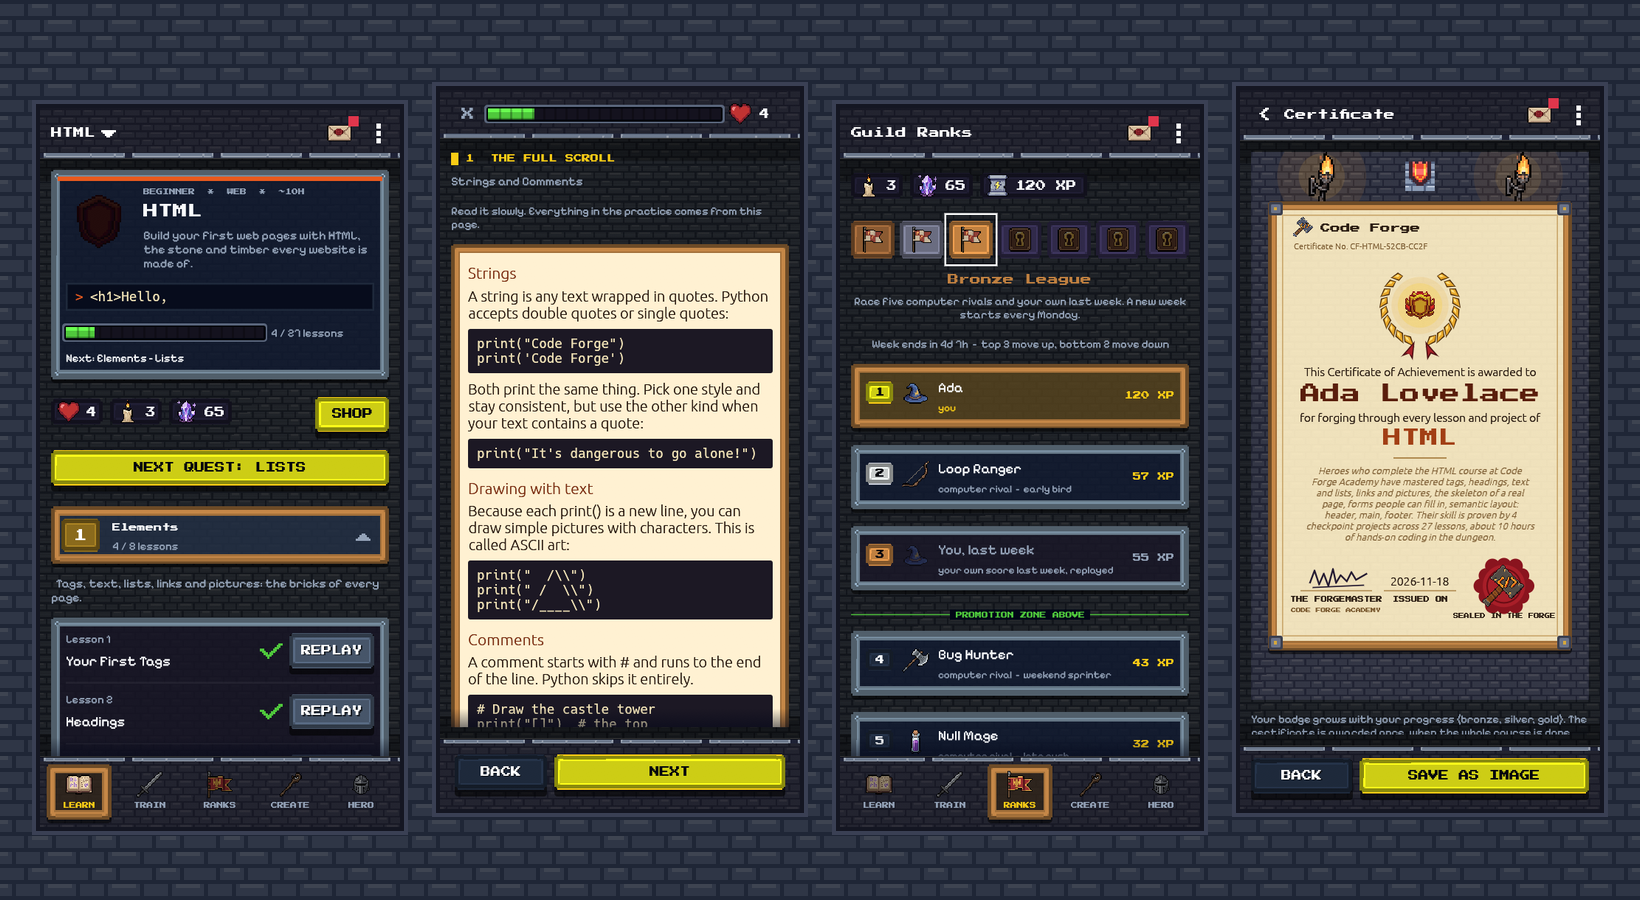 HTML
BEGINNER * WEB * ~10H
HTML
Build your first web pages with HTML,
the stone and timber every website is
made of.
> <h1>Hello,
4 / 27 lessons
Next: Elements - Lists
4
3
65
SHOP
NEXT QUEST: LISTS
1
Elements
4 / 8 lessons
Tags, text, lists, links and pictures: the bricks of every
page.
Lesson 1
Your First Tags
REPLAY
Lesson 2
Headings
REPLAY
LEARN
TRAIN
RANKS
CREATE
HERO
X
4
1 THE FULL SCROLL
Strings and Comments
Read it slowly. Everything in the practice comes from this
page.
Strings
A string is any text wrapped in quotes. Python
accepts double quotes or single quotes:
print("Code Forge")
print('Code Forge')
Both print the same thing. Pick one style and
stay consistent, but use the other kind when
your text contains a quote:
print("It's dangerous to go alone!")
Drawing with text
Because each print() is a new line, you can
draw simple pictures with characters. This is
called ASCII art:
print("  /\\")
print(" /  \\")
print("/____\\")
Comments
A comment starts with # and runs to the end
of the line. Python skips it entirely.
# Draw the castle tower
print("[]")  # the top
BACK
NEXT
Guild Ranks
3
65
120 XP
Bronze League
Race five computer rivals and your own last week. A new week
starts every Monday.
Week ends in 4d 7h - top 3 move up, bottom 2 move down
1
Ada
you
120 XP
2
Loop Ranger
computer rival - early bird
57 XP
3
You, last week
your own score last week, replayed
55 XP
PROMOTION ZONE ABOVE
4
Bug Hunter
computer rival - weekend sprinter
43 XP
5
Null Mage
32 XP
LEARN
TRAIN
RANKS
CREATE
HERO
Certificate
Code Forge
Certificate No. CF-HTML-S2CB-CC2F
This Certificate of Achievement is awarded to
Ada Lovelace
for forging through every lesson and project of
HTML
Heroes who complete the HTML course at Code
Forge Academy have mastered tags, headings, text
and lists, links and pictures, the skeleton of a real
page, forms people can fill in, semantic layout:
header, main, footer. Their skill is proven by 4
checkpoint projects across 27 lessons, about 10 hours
of hands-on coding in the dungeon.
THE FORGEMASTER
CODE FORGE ACADEMY
2026-11-18
ISSUED ON
</>
SEALED IN THE FORGE
Your badge grows with your progress (bronze, silver, gold). The
certificate is awarded once, when the whole course is done.
BACK
SAVE AS IMAGE